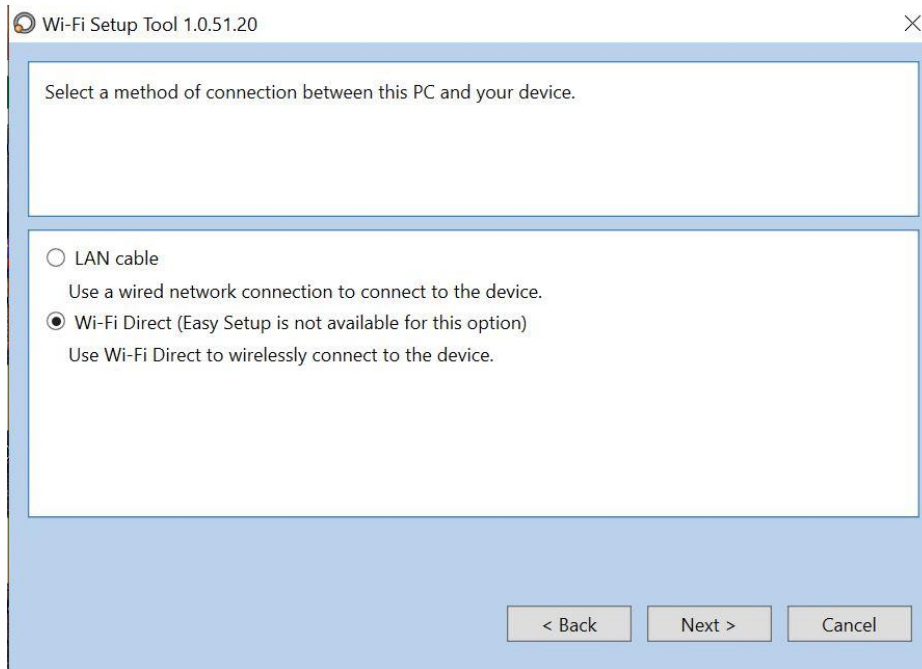 Wi-Fi Setup Tool 1.0.51.20
Select a method of connection between this PC and your device.
LAN cable
Use a wired network connection to connect to the device.
Wi-Fi Direct (Easy Setup is not available for this option)
Use Wi-Fi Direct to wirelessly connect to the device.
< Back Next > Cancel